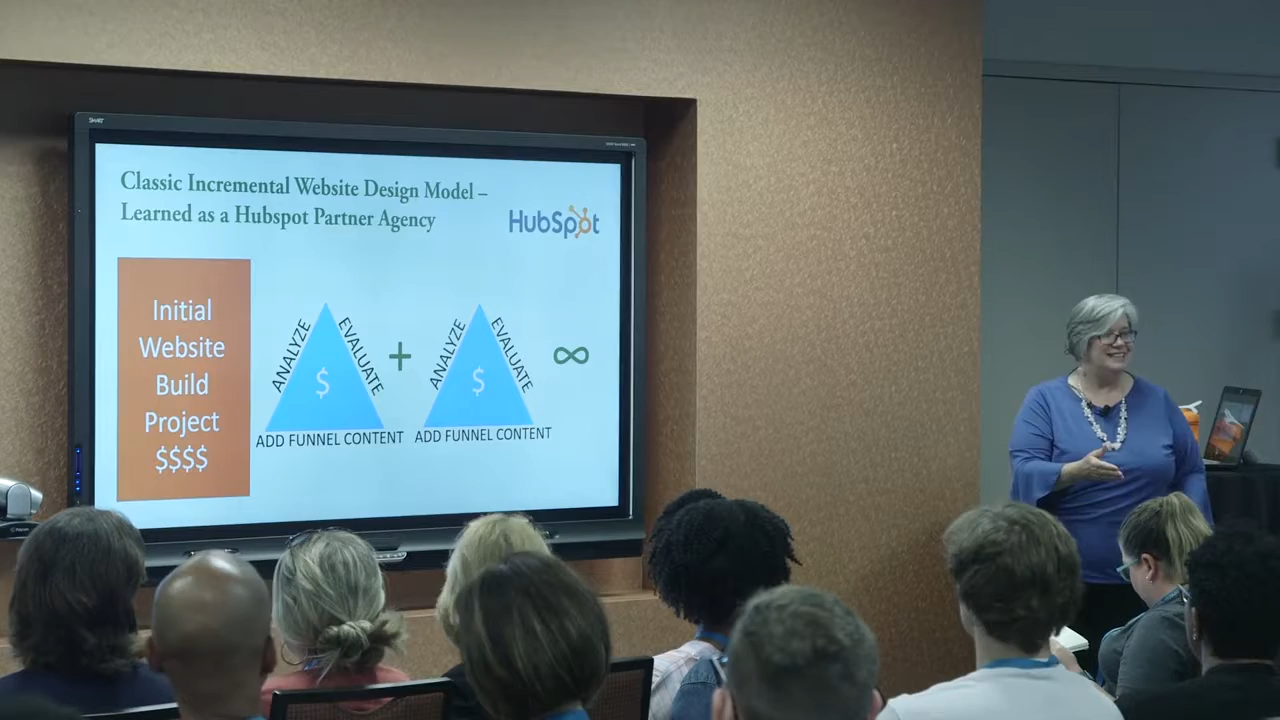 SMART
Classic Incremental Website Design Model –
Learned as a Hubspot Partner Agency
HubSpot
Initial
Website
Build
Project
$$$$
ANALYZE
EVALUATE
$
ADD FUNNEL CONTENT
+
ANALYZE
EVALUATE
$
ADD FUNNEL CONTENT
∞